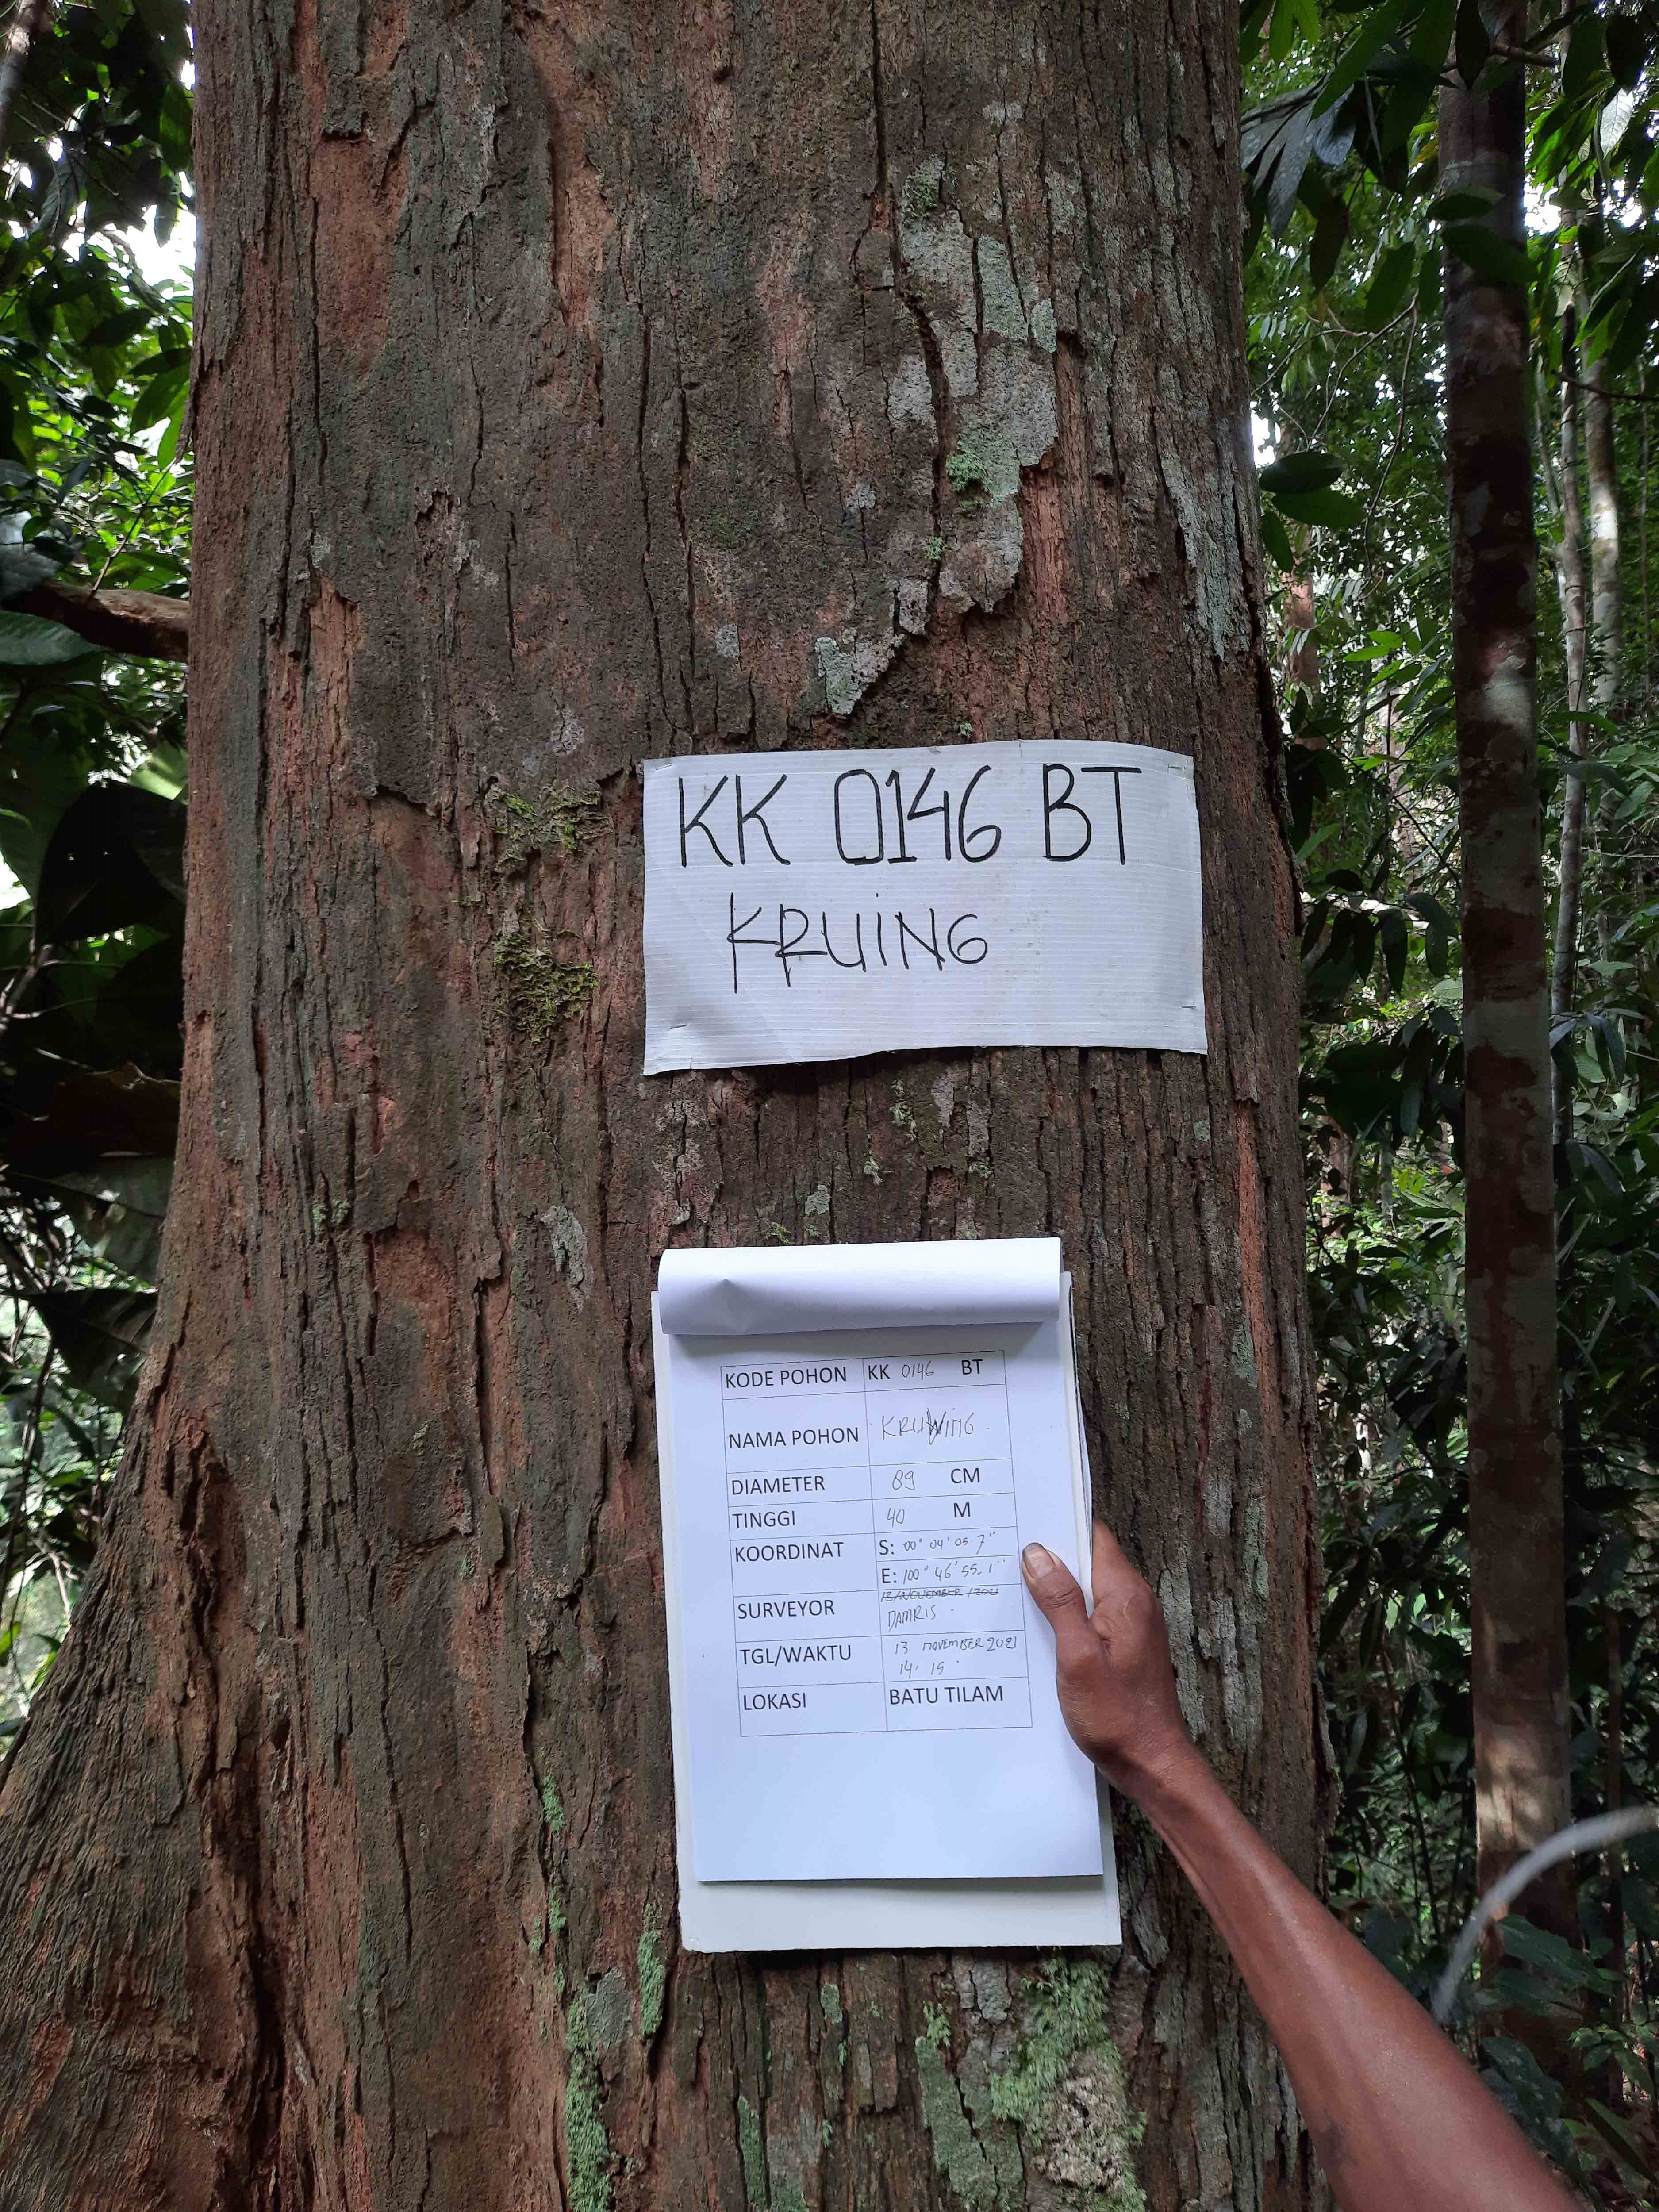 KK 0146 BT
KRUING
KODE POHON KK 0146 BT
NAMA POHON KRUWING.
DIAMETER 89 CM
TINGGI 40 M
KOORDINAT S: 00° 04' 05 7"
E: 100° 46' 55.1"
13/NOVEMBER/2021
SURVEYOR DAMRIS.
TGL/WAKTU 13 NOVEMBER 2021
14.15.
LOKASI BATU TILAM